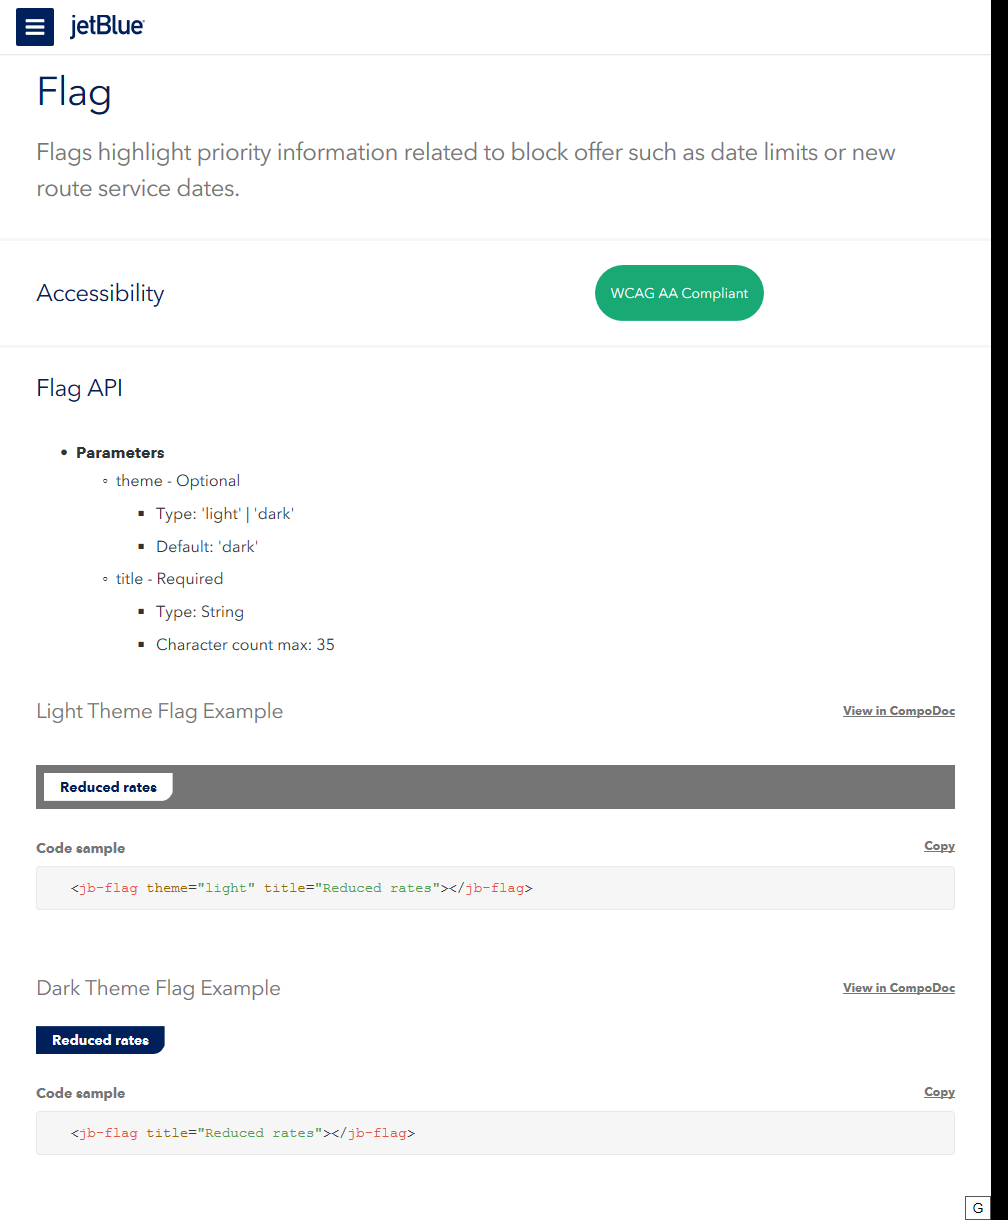 jetBlue
Flag
Flags highlight priority information related to block offer such as date limits or new
route service dates.
Accessibility
WCAG AA Compliant
Flag API
• Parameters
◦ theme - Optional
▪ Type: 'light' | 'dark'
▪ Default: 'dark'
◦ title - Required
▪ Type: String
▪ Character count max: 35
Light Theme Flag Example
View in CompoDoc
Reduced rates
Code sample
Copy
<jb-flag theme="light" title="Reduced rates"></jb-flag>
Dark Theme Flag Example
View in CompoDoc
Reduced rates
Code sample
Copy
<jb-flag title="Reduced rates"></jb-flag>
G